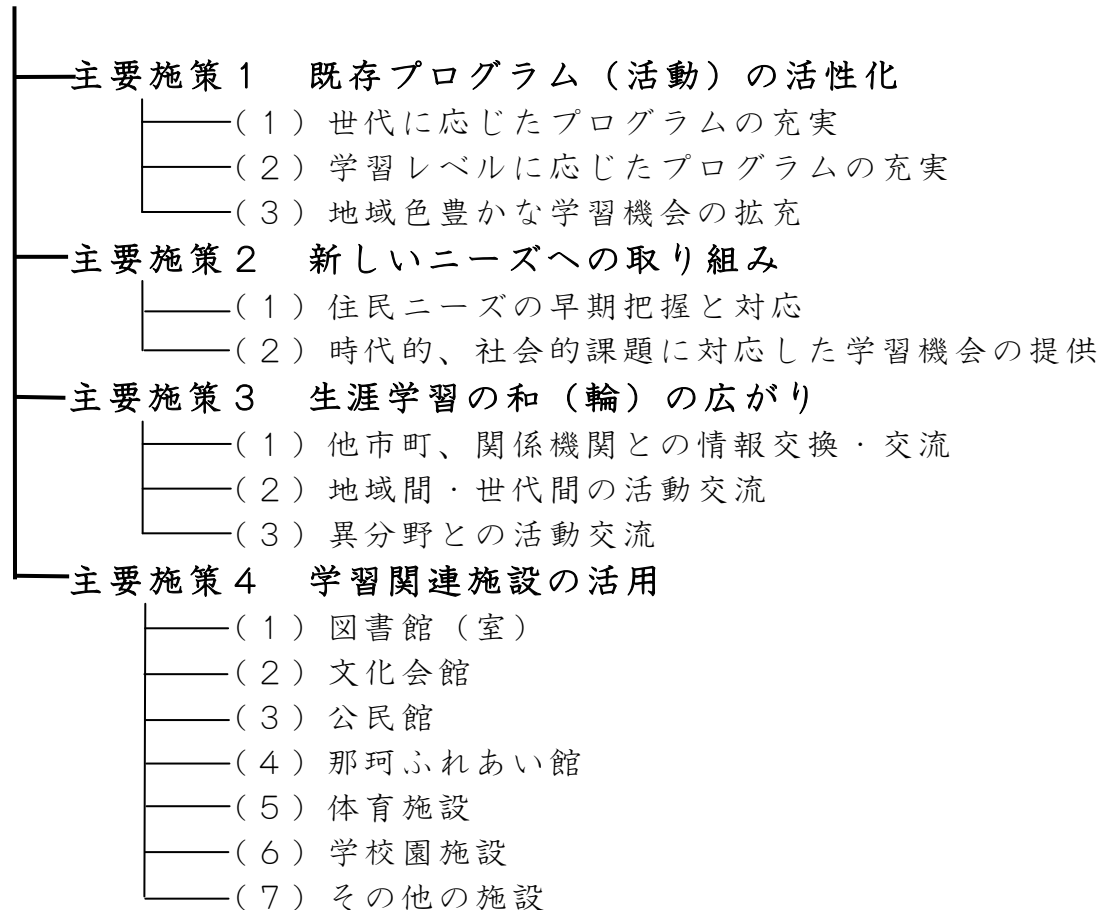 主要施策１　既存プログラム（活動）の活性化
（１）世代に応じたプログラムの充実
（２）学習レベルに応じたプログラムの充実
（３）地域色豊かな学習機会の拡充
主要施策２　新しいニーズへの取り組み
（１）住民ニーズの早期把握と対応
（２）時代的、社会的課題に対応した学習機会の提供
主要施策３　生涯学習の和（輪）の広がり
（１）他市町、関係機関との情報交換・交流
（２）地域間・世代間の活動交流
（３）異分野との活動交流
主要施策４　学習関連施設の活用
（１）図書館（室）
（２）文化会館
（３）公民館
（４）那珂ふれあい館
（５）体育施設
（６）学校園施設
（７）その他の施設